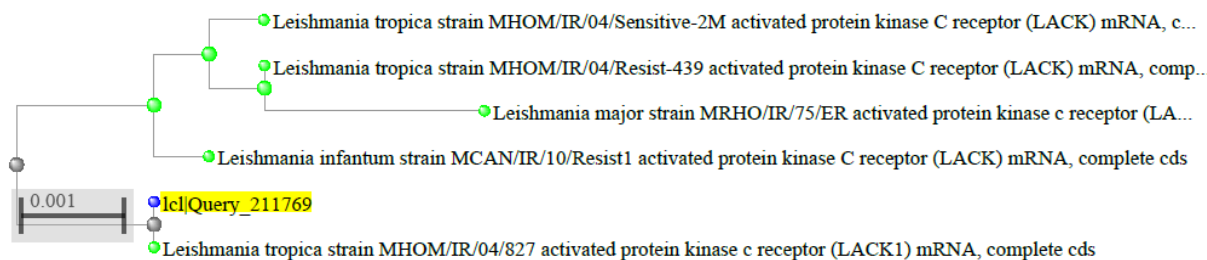 Leishmania tropica strain MHOM/IR/04/Sensitive-2M activated protein kinase C receptor (LACK) mRNA, c...
Leishmania tropica strain MHOM/IR/04/Resist-439 activated protein kinase C receptor (LACK) mRNA, comp...
Leishmania major strain MRHO/IR/75/ER activated protein kinase c receptor (LA...
Leishmania infantum strain MCAN/IR/10/Resist1 activated protein kinase C receptor (LACK) mRNA, complete cds
0.001
lcl|Query_211769
Leishmania tropica strain MHOM/IR/04/827 activated protein kinase c receptor (LACK1) mRNA, complete cds